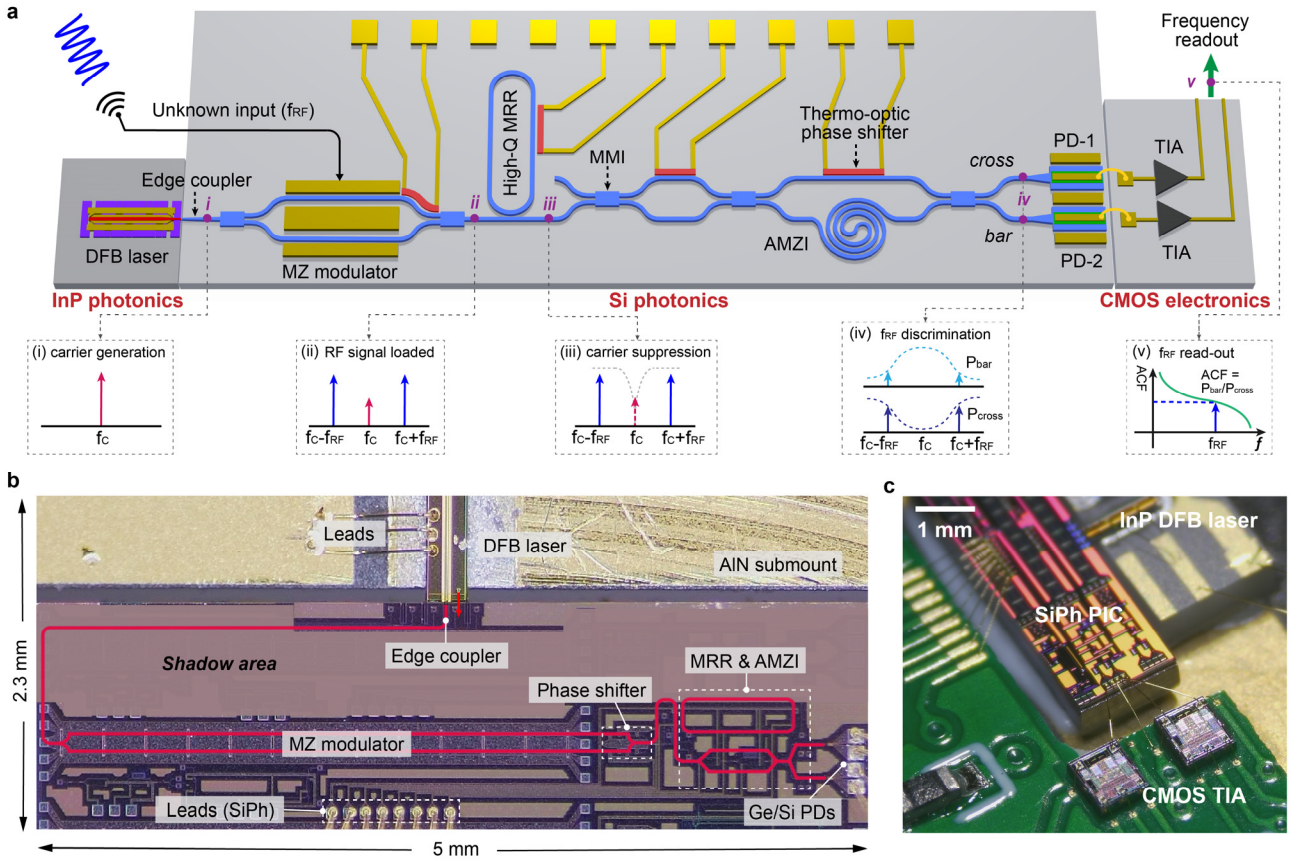 a
Frequency
readout
v
Unknown input (fRF)
High-Q MRR
Thermo-optic
phase shifter
MMI
PD-1
TIA
cross
Edge coupler
i
ii
iii
iv
DFB laser
MZ modulator
AMZI
bar
PD-2
TIA
InP photonics
Si photonics
CMOS electronics
(i) carrier generation
fC
(ii) RF signal loaded
fC-fRF fC fC+fRF
(iii) carrier suppression
fC-fRF fC fC+fRF
(iv) fRF discrimination
Pbar
Pcross
fC-fRF fC fC+fRF
(v) fRF read-out
ACF
ACF =
Pbar/Pcross
fRF f
b
Leads
DFB laser
AlN submount
Edge coupler
Shadow area
MRR & AMZI
Phase shifter
MZ modulator
Leads (SiPh)
Ge/Si PDs
2.3 mm
5 mm
c
1 mm
InP DFB laser
SiPh PIC
CMOS TIA